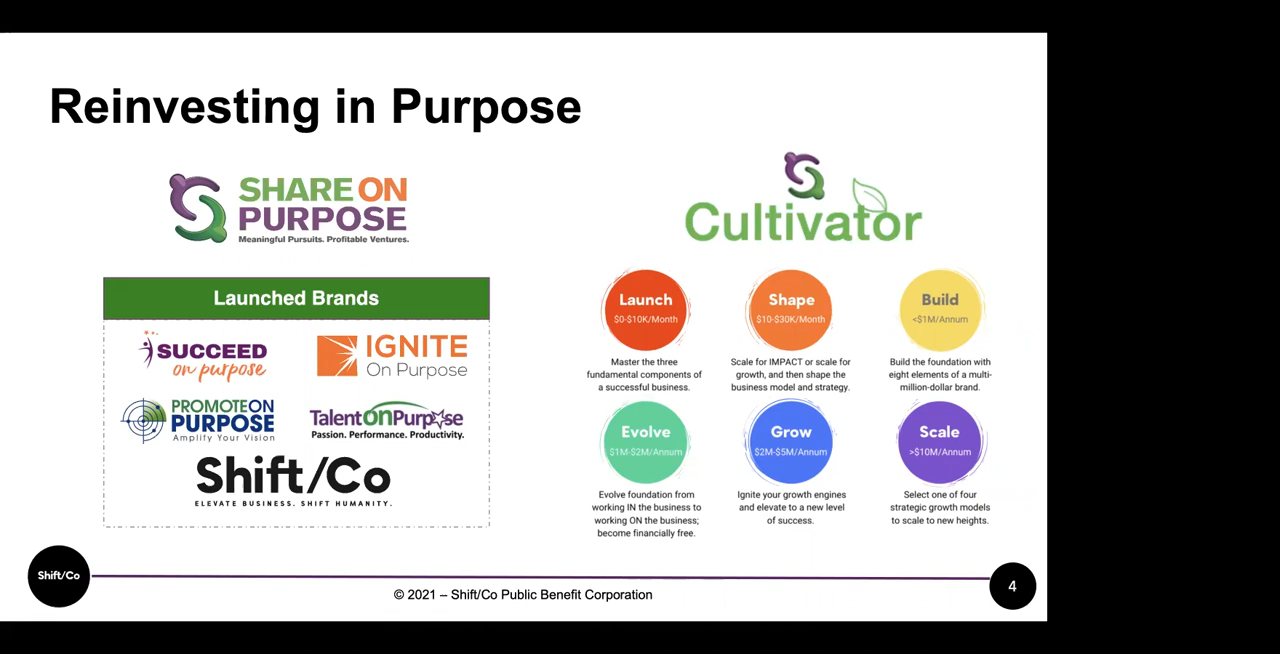 Reinvesting in Purpose
SHARE ON
PURPOSE
Meaningful Pursuits. Profitable Ventures.
Launched Brands
SUCCEED
on purpose
IGNITE
On Purpose
PROMOTE ON
PURPOSE
Amplify Your Vision
Talent on Purpose
Passion. Performance. Productivity.
Shift/Co
ELEVATE BUSINESS. SHIFT HUMANITY.
Cultivator
Launch
$0-$10K/Month
Master the three
fundamental components of
a successful business.
Shape
$10-$30K/Month
Scale for IMPACT or scale for
growth, and then shape the
business model and strategy.
Build
<$1M/Annum
Build the foundation with
eight elements of a multi-
million-dollar brand.
Evolve
$1M-$2M/Annum
Evolve foundation from
working IN the business to
working ON the business;
become financially free.
Grow
$2M-$5M/Annum
Ignite your growth engines
and elevate to a new level
of success.
Scale
>$10M/Annum
Select one of four
strategic growth models
to scale to new heights.
Shift/Co
© 2021 – Shift/Co Public Benefit Corporation
4